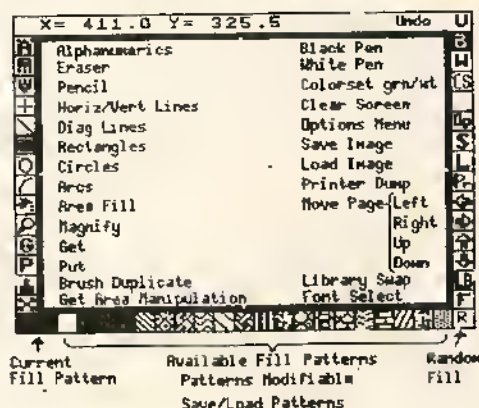 X= 411.0 Y= 325.5 Undo U
Alphanumarics
Eraser
Pencil
Horiz/Vert Lines
Diag Lines
Rectangles
Circles
Arcs
Area Fill
Magnify
Get
Put
Brush Duplicate
Get Area Manipulation
Black Pen
White Pen
Colorset grn/wt
Clear Screen
Options Menu
Save Image
Load Image
Printer Dump
Move Page Left
Right
Up
Down
Library Swap
Font Select
B
W
CS
L
LB
F
R
Current
Fill Pattern
Available Fill Patterns
Patterns Modifiable
Save/Load Patterns
Random
Fill